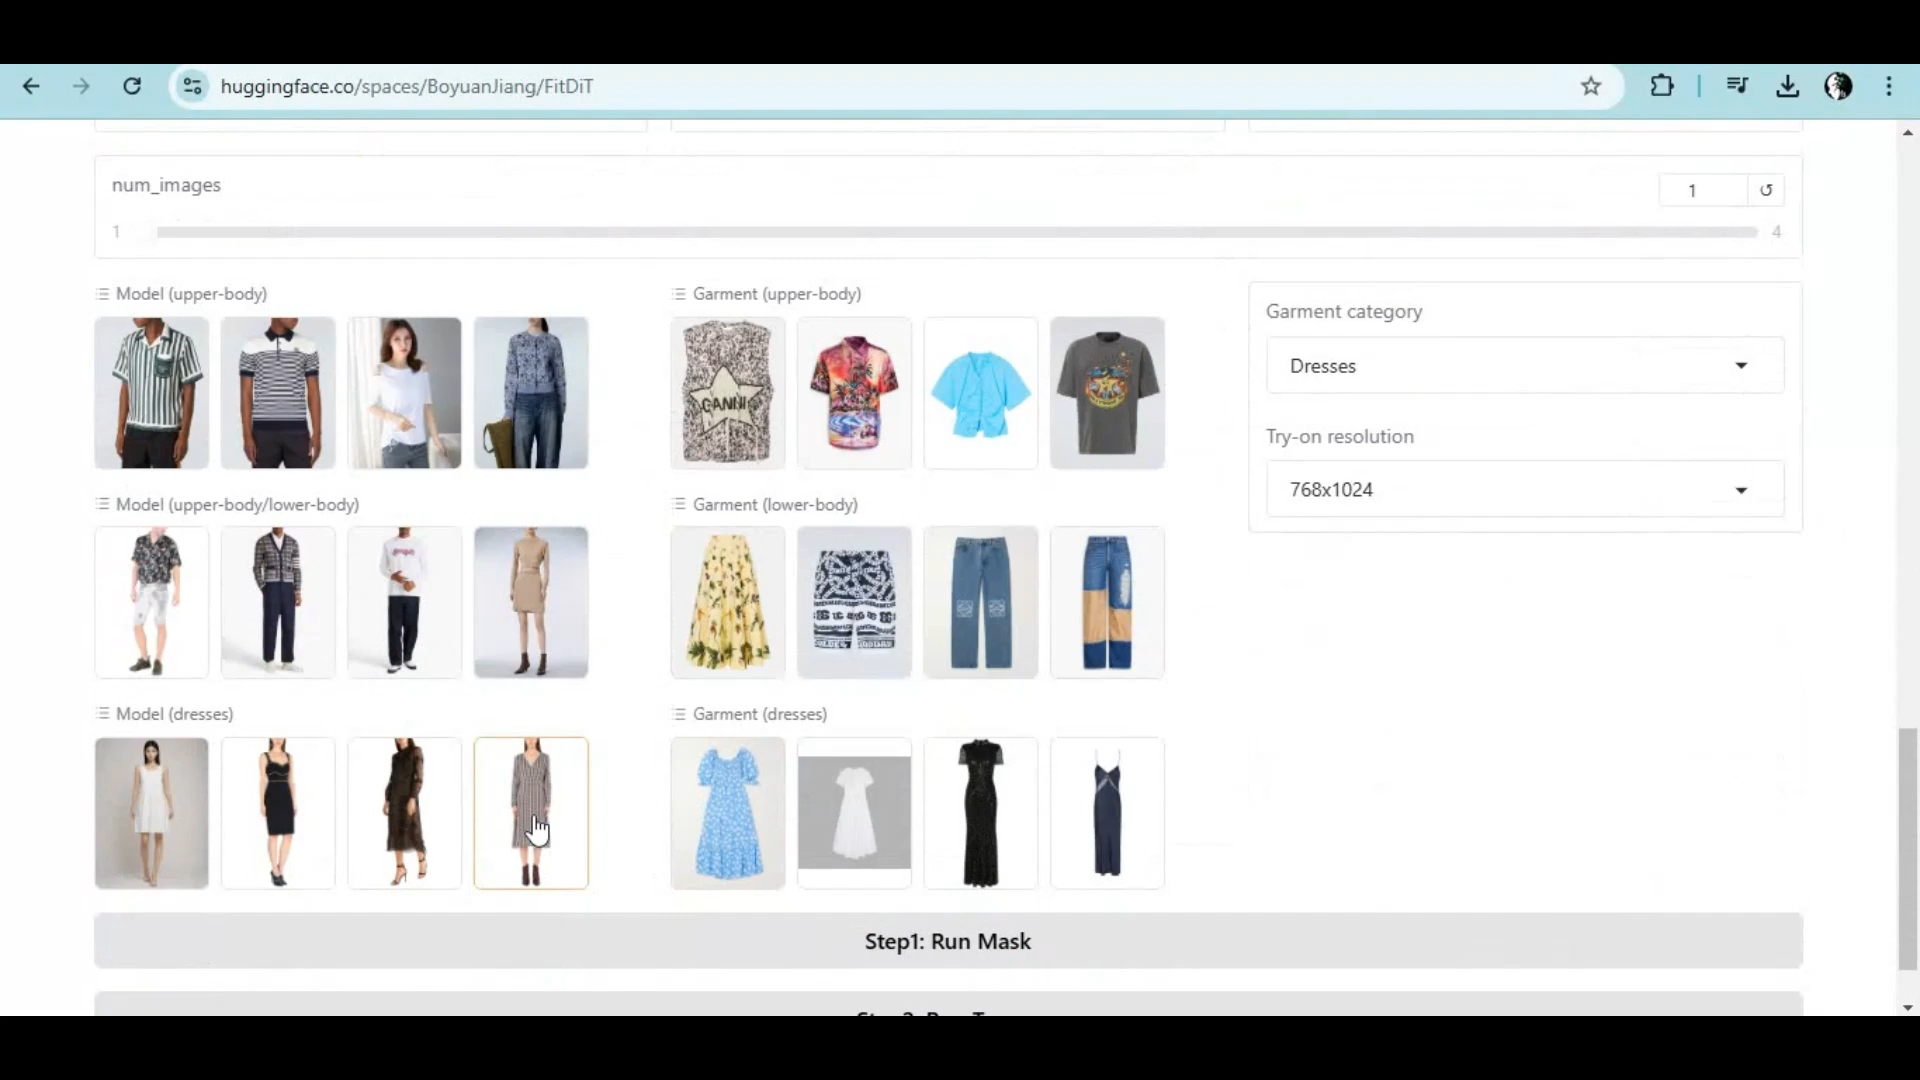 huggingface.co/spaces/BoyuanJiang/FitDiT
num_images
1
1
4
Model (upper-body)
Garment (upper-body)
Garment category
Dresses
GANNI
Try-on resolution
768x1024
Model (upper-body/lower-body)
Garment (lower-body)
Model (dresses)
Garment (dresses)
Step1: Run Mask